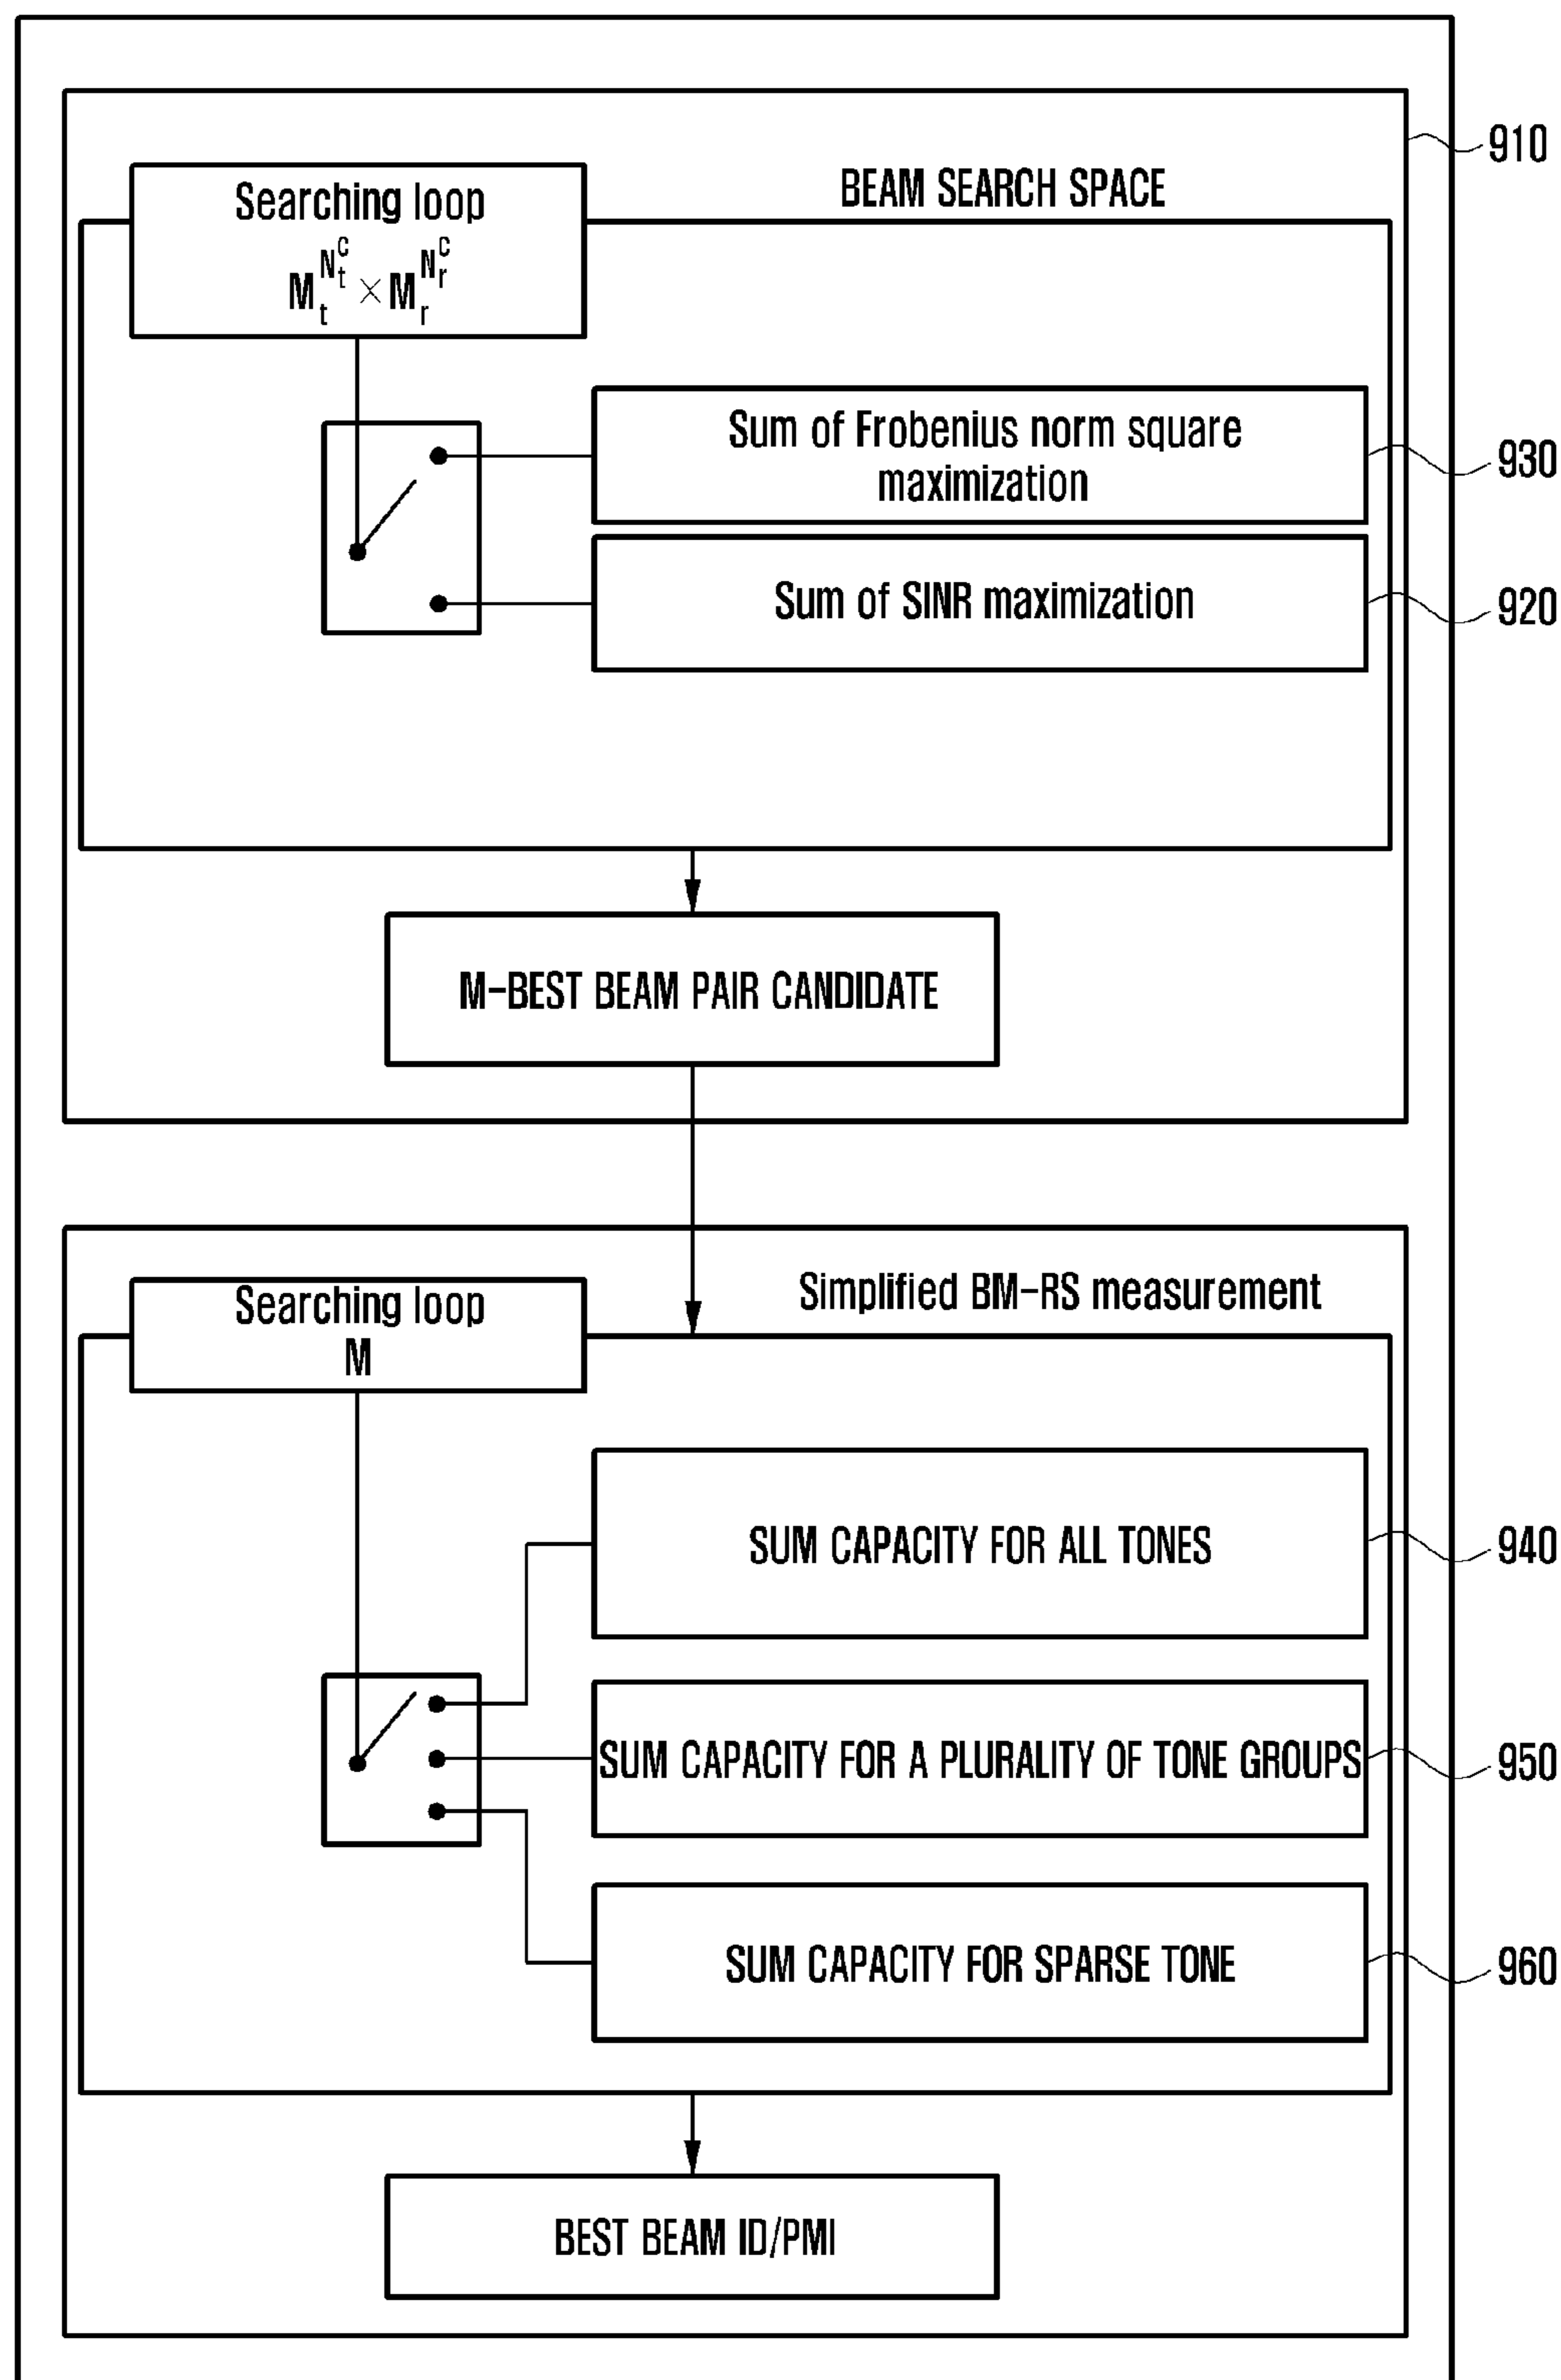 910
BEAM SEARCH SPACE
Searching loop
M_t^{N_t^C} × M_r^{N_r^C}
Sum of Frobenius norm square
maximization
930
Sum of SINR maximization
920
M-BEST BEAM PAIR CANDIDATE
Simplified BM-RS measurement
Searching loop
M
SUM CAPACITY FOR ALL TONES
940
SUM CAPACITY FOR A PLURALITY OF TONE GROUPS
950
SUM CAPACITY FOR SPARSE TONE
960
BEST BEAM ID/PMI